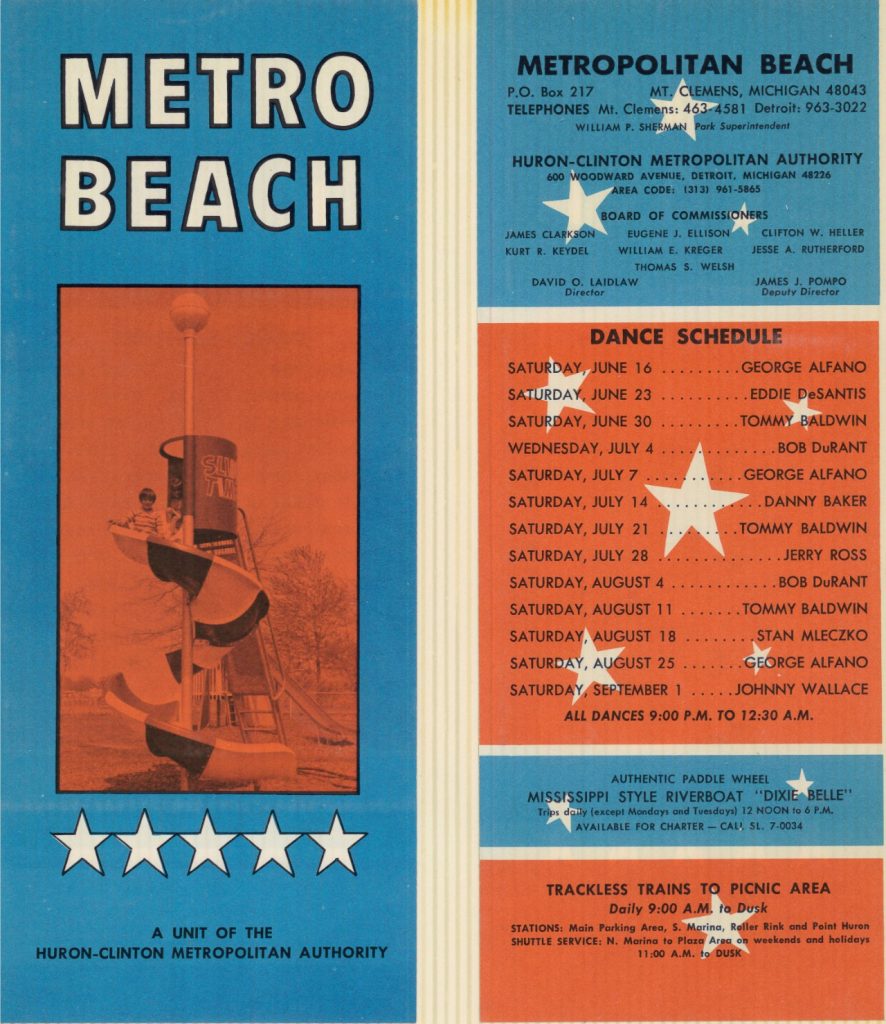 METRO
BEACH
SLIDE
TIME
A UNIT OF THE
HURON-CLINTON METROPOLITAN AUTHORITY
METROPOLITAN BEACH
P.O. Box 217 MT. CLEMENS, MICHIGAN 48043
TELEPHONES Mt. Clemens: 463-4581 Detroit: 963-3022
WILLIAM P. SHERMAN Park Superintendent
HURON-CLINTON METROPOLITAN AUTHORITY
600 WOODWARD AVENUE, DETROIT, MICHIGAN 48226
AREA CODE: (313) 961-5865
BOARD OF COMMISSIONERS
JAMES CLARKSON EUGENE J. ELLISON CLIFTON W. HELLER
KURT R. KEYDEL WILLIAM E. KREGER JESSE A. RUTHERFORD
THOMAS S. WELSH
DAVID O. LAIDLAW JAMES J. POMPO
Director Deputy Director
DANCE SCHEDULE
SATURDAY, JUNE 16 . . . . . . . . . GEORGE ALFANO
SATURDAY, JUNE 23 . . . . . . . . . . EDDIE DeSANTIS
SATURDAY, JUNE 30 . . . . . . . . . TOMMY BALDWIN
WEDNESDAY, JULY 4 . . . . . . . . . . . . . BOB DuRANT
SATURDAY, JULY 7 . . . . . . . . . . . GEORGE ALFANO
SATURDAY, JULY 14 . . . . . . . . . . . . DANNY BAKER
SATURDAY, JULY 21 . . . . . . . . . . TOMMY BALDWIN
SATURDAY, JULY 28 . . . . . . . . . . . . . . JERRY ROSS
SATURDAY, AUGUST 4 . . . . . . . . . . . . BOB DuRANT
SATURDAY, AUGUST 11 . . . . . . . TOMMY BALDWIN
SATURDAY, AUGUST 18 . . . . . . . . STAN MLECZKO
SATURDAY, AUGUST 25 . . . . . . . GEORGE ALFANO
SATURDAY, SEPTEMBER 1 . . . . . JOHNNY WALLACE
ALL DANCES 9:00 P.M. TO 12:30 A.M.
AUTHENTIC PADDLE WHEEL
MISSISSIPPI STYLE RIVERBOAT "DIXIE BELLE"
Trips daily (except Mondays and Tuesdays) 12 NOON to 6 P.M.
AVAILABLE FOR CHARTER — CALL SL. 7-0034
TRACKLESS TRAINS TO PICNIC AREA
Daily 9:00 A.M. to Dusk
STATIONS: Main Parking Area, S. Marina, Roller Rink and Point Huron
SHUTTLE SERVICE: N. Marina to Plaza Area on weekends and holidays
11:00 A.M. to DUSK